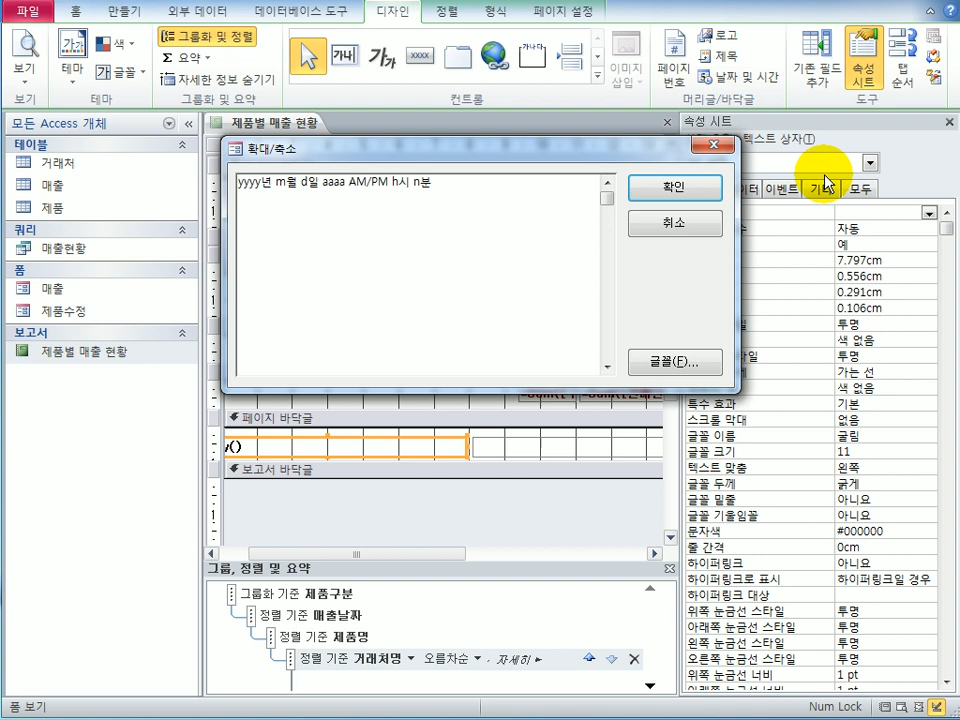 파일 홈 만들기 외부 데이터 데이터베이스 도구 디자인 정렬 형식 페이지 설정
보기
테마
색
글꼴
그룹화 및 정렬
요약
자세한 정보 숨기기
가나
가가
xxxx
이미지 삽입
페이지 번호
로고
제목
날짜 및 시간
기존 필드 추가
속성 시트
탭 순서
보기 테마 그룹화 및 요약 컨트롤 머리글/바닥글 도구
모든 Access 개체
테이블
거래처
매출
제품
쿼리
매출현황
폼
매출
제품수정
보고서
제품별 매출 현황
제품별 매출 현황
확대/축소
yyyy년 m월 d일 aaaa AM/PM h시 n분
확인
취소
글꼴(F)...
페이지 바닥글
()
보고서 바닥글
그룹, 정렬 및 요약
그룹화 기준 제품구분
정렬 기준 매출날짜
정렬 기준 제품명
정렬 기준 거래처명 오름차순 , 자세히
속성 시트
텍스트 상자(T)
이벤트 모두
자동
예
7.797cm
0.556cm
0.291cm
0.106cm
투명
색 없음
투명
가는 선
색 없음
특수 효과 기본
스크롤 막대 없음
글꼴 이름 굴림
글꼴 크기 11
텍스트 맞춤 왼쪽
글꼴 두께 굵게
글꼴 밑줄 아니요
글꼴 기울임꼴 아니요
문자색 #000000
줄 간격 0cm
하이퍼링크 아니요
하이퍼링크로 표시 하이퍼링크일 경우
하이퍼링크 대상
위쪽 눈금선 스타일 투명
아래쪽 눈금선 스타일 투명
왼쪽 눈금선 스타일 투명
오른쪽 눈금선 스타일 투명
위쪽 눈금선 너비 1 pt
폼 보기
Num Lock